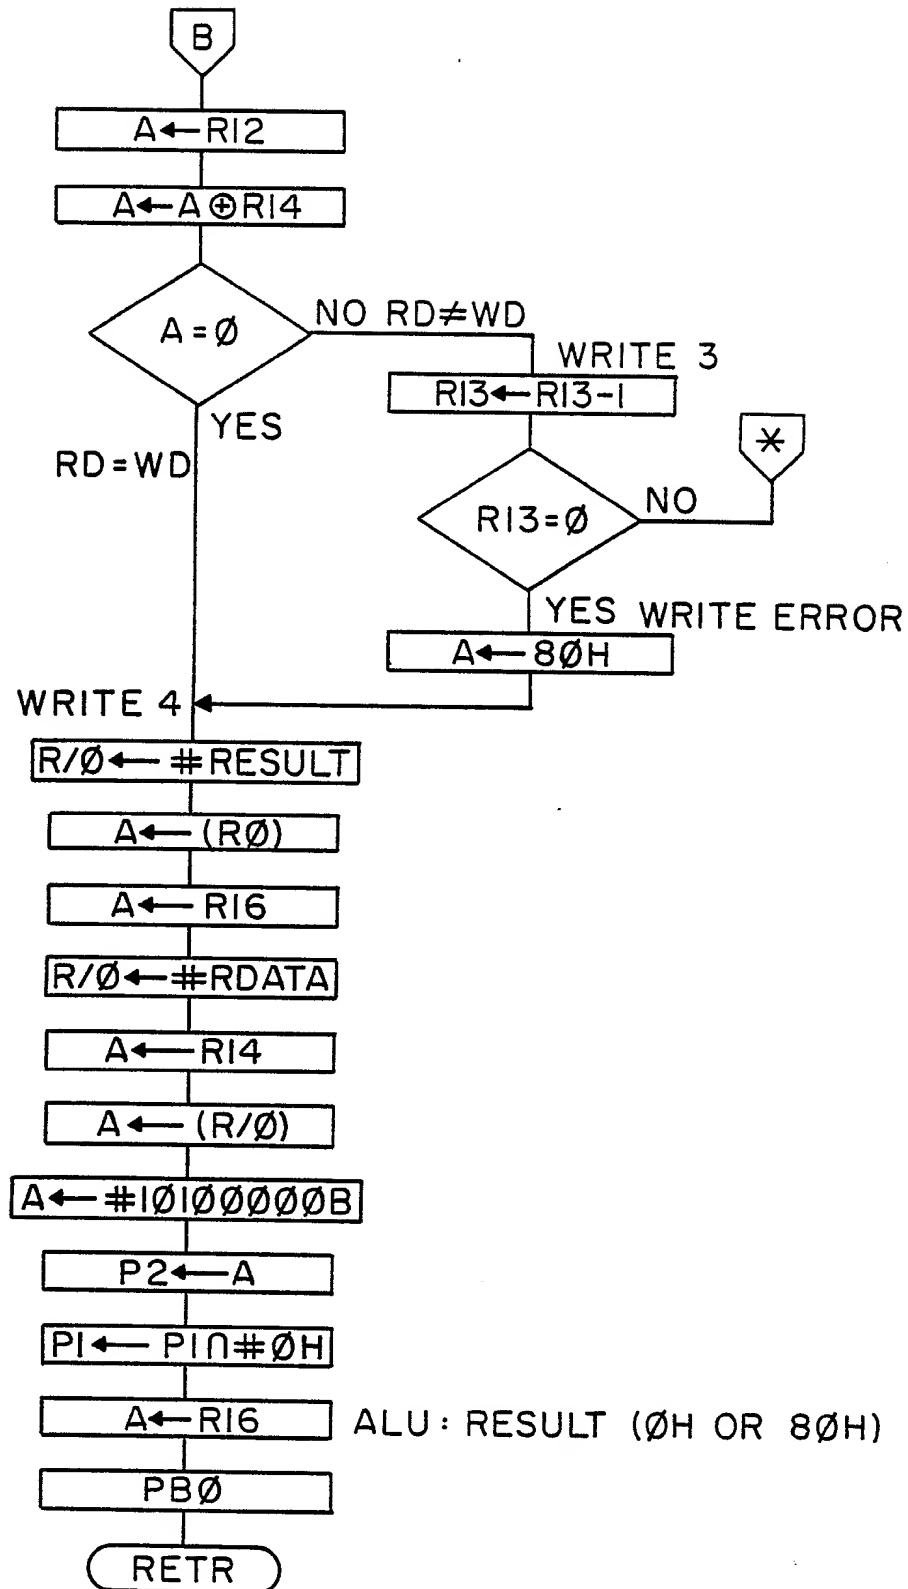 B
A←R12
A←A⊕R14
A=Ø
NO RD≠WD
WRITE 3
R13←R13-1
YES
RD=WD
*
R13=Ø
NO
YES WRITE ERROR
A←8ØH
WRITE 4
R/Ø←#RESULT
A←(RØ)
A←R16
R/Ø←#RDATA
A←R14
A←(R/Ø)
A←#1Ø1ØØØØØB
P2←A
P1←P1∩#ØH
A←R16 ALU: RESULT (ØH OR 8ØH)
PBØ
RETR